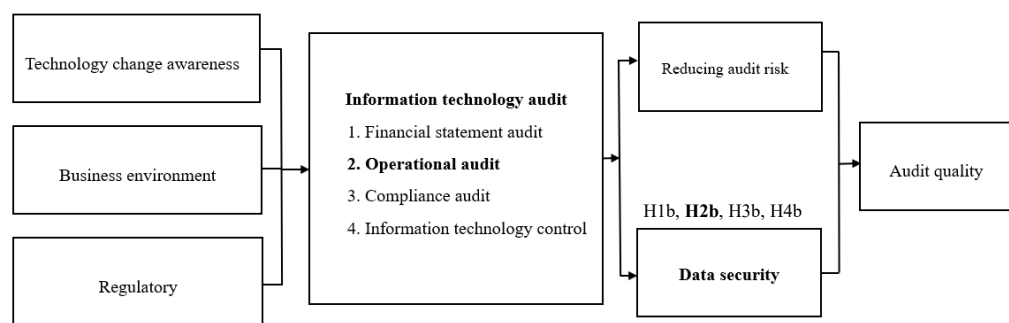 Technology change awareness
Business environment
Regulatory
Information technology audit
1. Financial statement audit
2. Operational audit
3. Compliance audit
4. Information technology control
Reducing audit risk
H1b, H2b, H3b, H4b
Data security
Audit quality